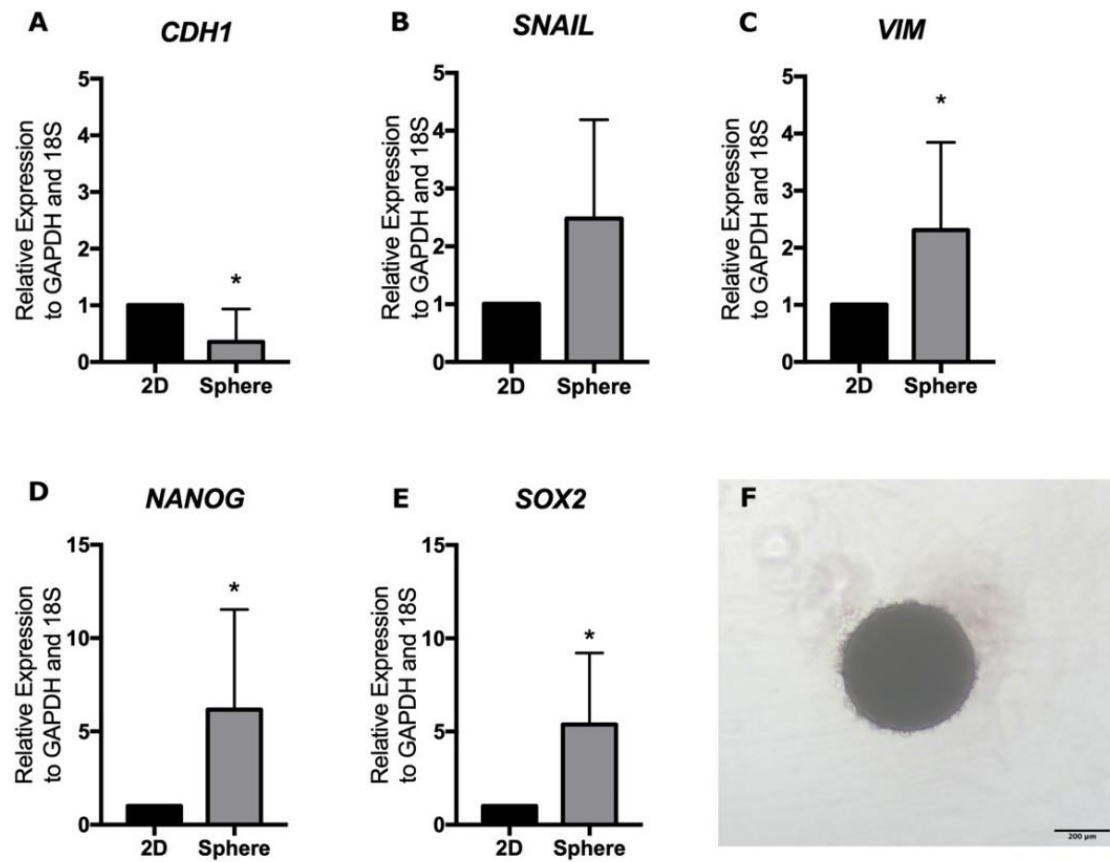 A
CDH1
Relative Expression
to GAPDH and 18S
5
4
3
2
1
0
*
2D Sphere
B
SNAIL
Relative Expression
to GAPDH and 18S
5
4
3
2
1
0
2D Sphere
C
VIM
Relative Expression
to GAPDH and 18S
5
4
3
2
1
0
*
2D Sphere
D
NANOG
Relative Expression
to GAPDH and 18S
15
10
5
0
*
2D Sphere
E
SOX2
Relative Expression
to GAPDH and 18S
15
10
5
0
*
2D Sphere
F
200 µm